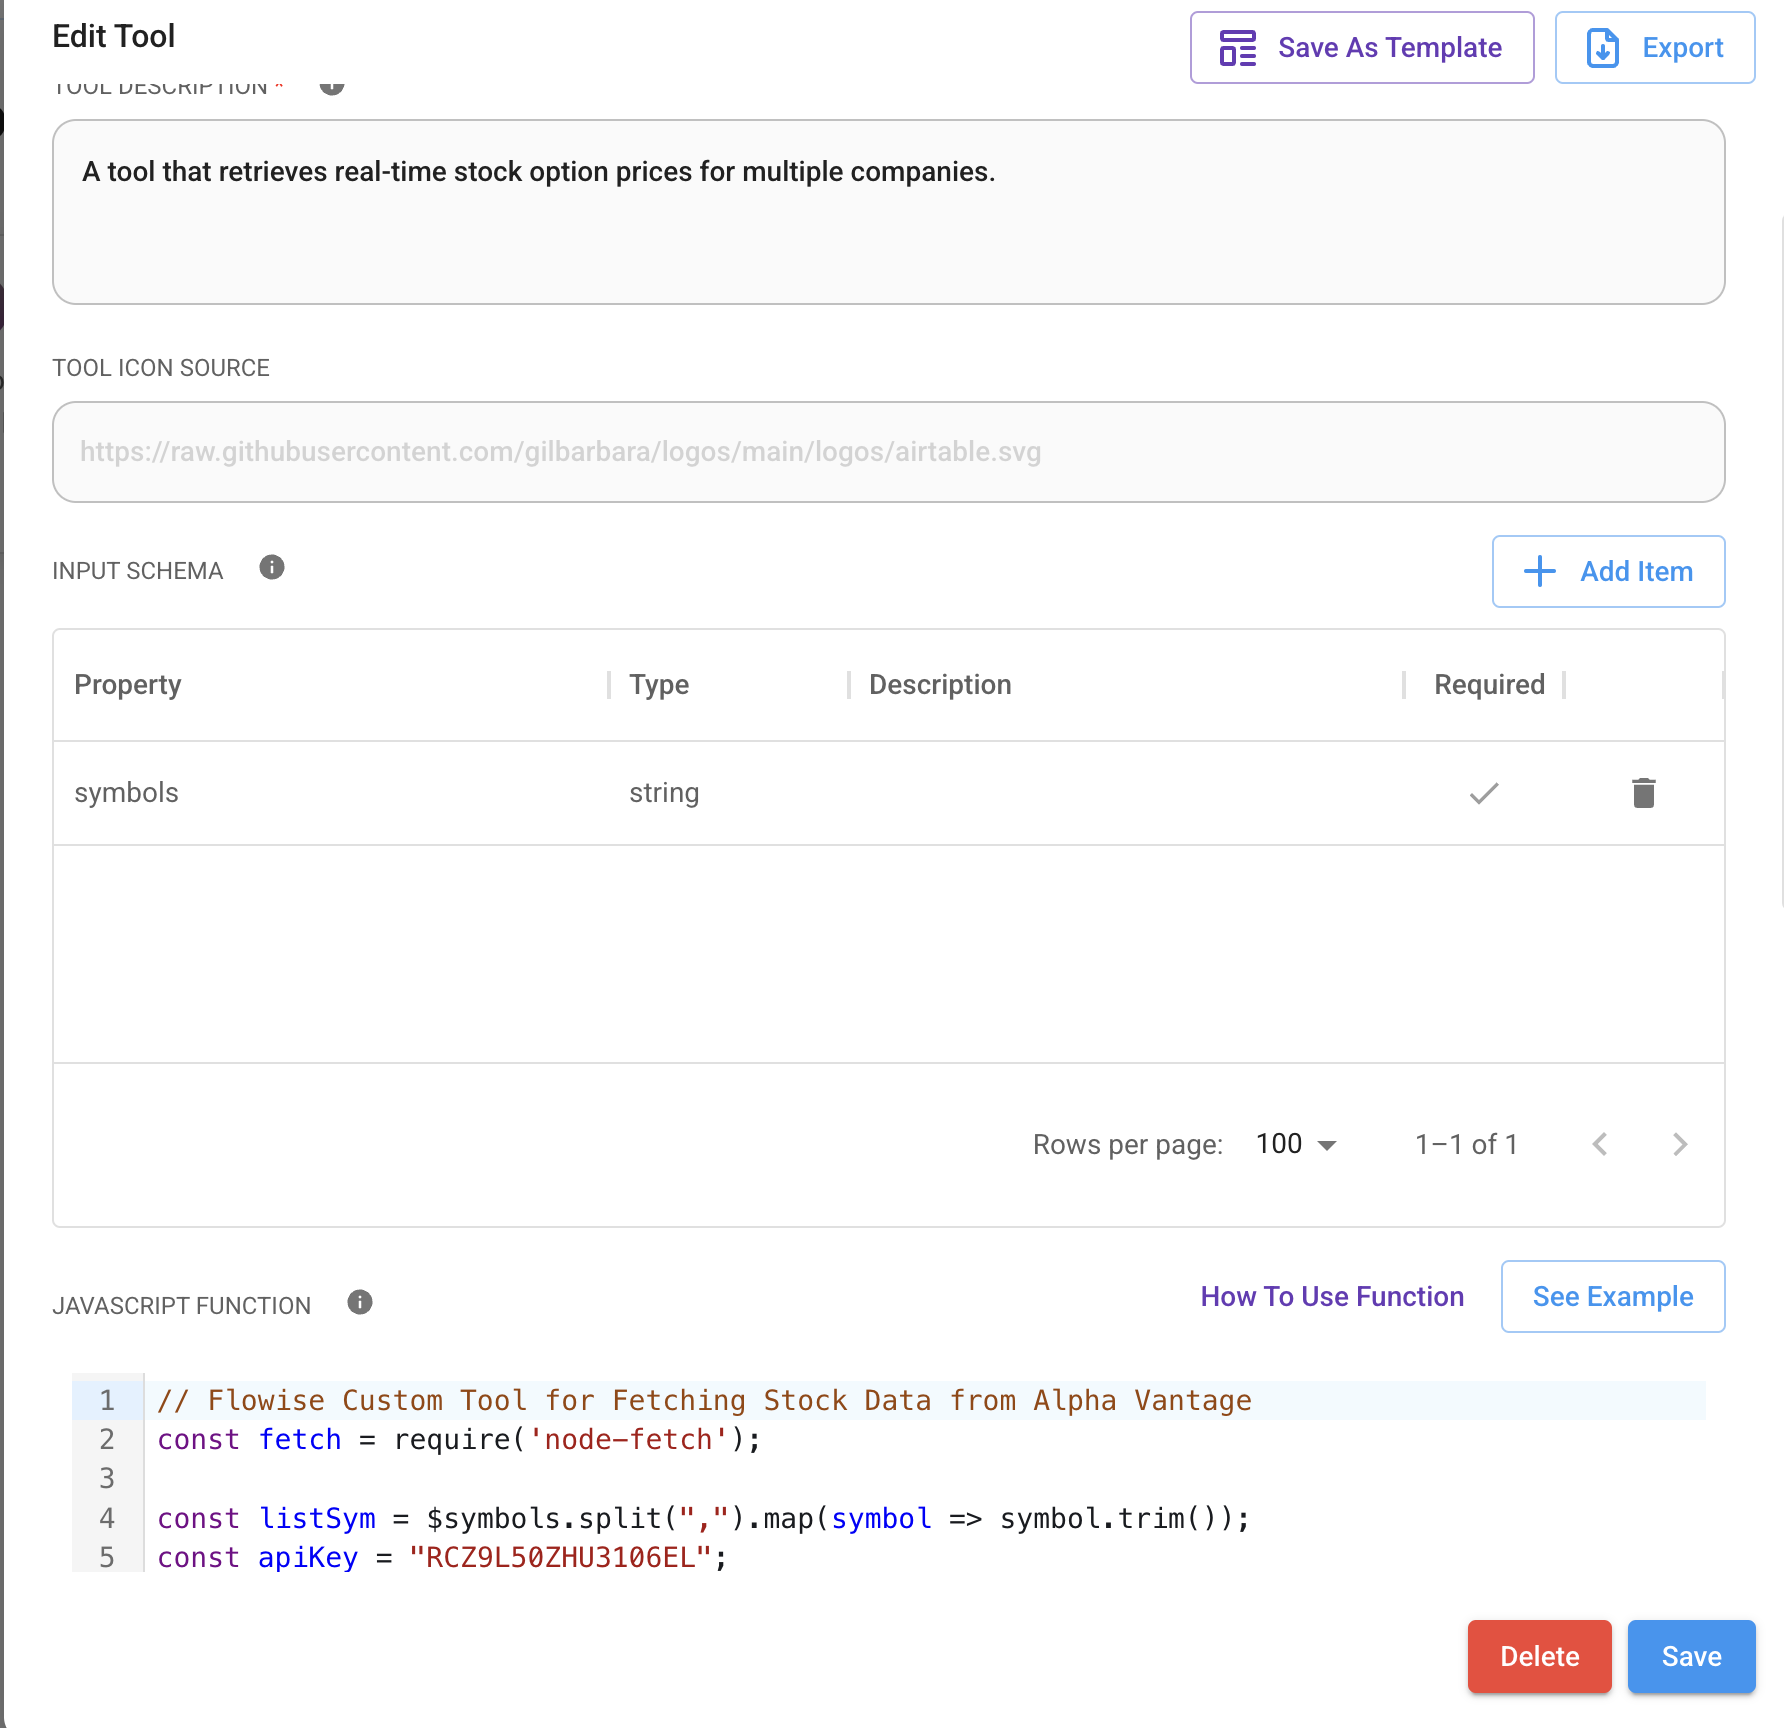 Edit Tool
Save As Template
Export
TOOL DESCRIPTION *
A tool that retrieves real-time stock option prices for multiple companies.
TOOL ICON SOURCE
https://raw.githubusercontent.com/gilbarbara/logos/main/logos/airtable.svg
INPUT SCHEMA
Add Item
Property Type Description Required
symbols string
Rows per page: 100 1–1 of 1
JAVASCRIPT FUNCTION
How To Use Function
See Example
1 // Flowise Custom Tool for Fetching Stock Data from Alpha Vantage
2 const fetch = require('node-fetch');
3
4 const listSym = $symbols.split(",").map(symbol => symbol.trim());
5 const apiKey = "RCZ9L50ZHU3106EL";
Delete
Save